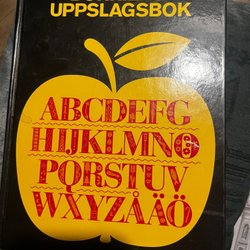 UPPSLAGSBOK
ABCDEFG
HIJKLMNO
PQRSTUV
WXYZÅÄÖ